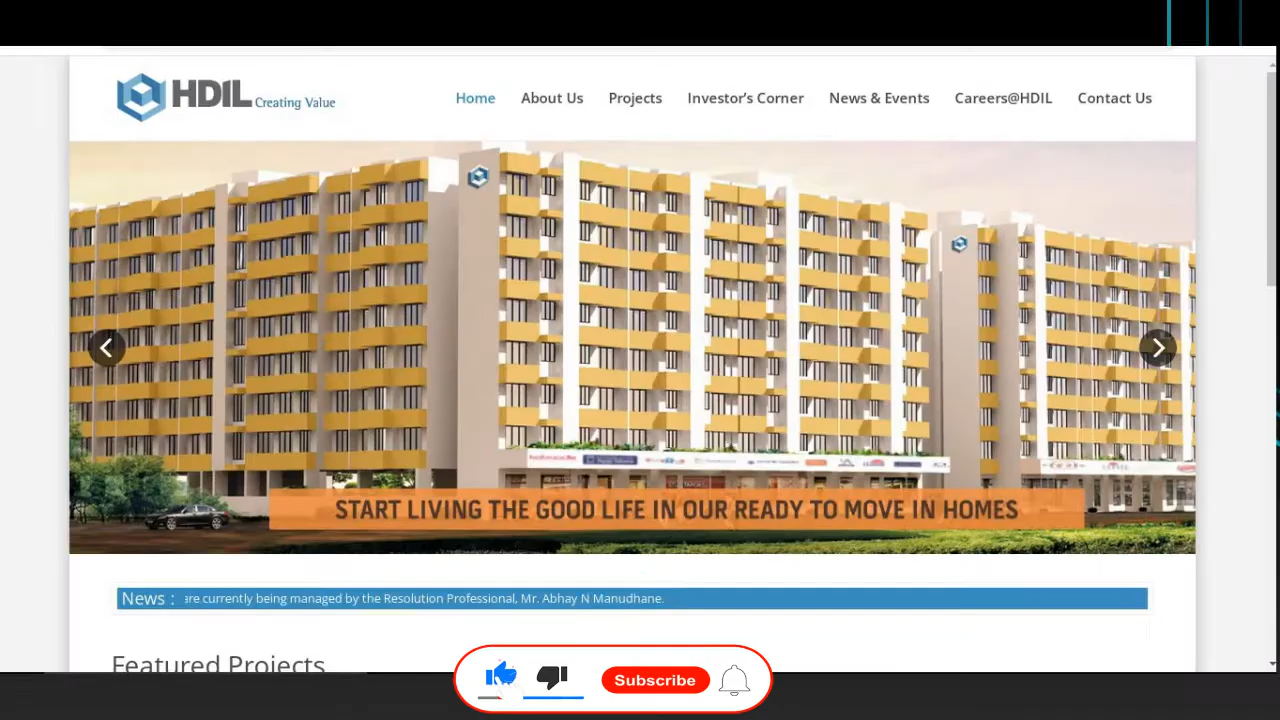 HDIL Creating Value
Home About Us Projects Investor's Corner News & Events Careers@HDIL Contact Us
START LIVING THE GOOD LIFE IN OUR READY TO MOVE IN HOMES
News : are currently being managed by the Resolution Professional, Mr. Abhay N Manudhane.
Featured Projects
Subscribe